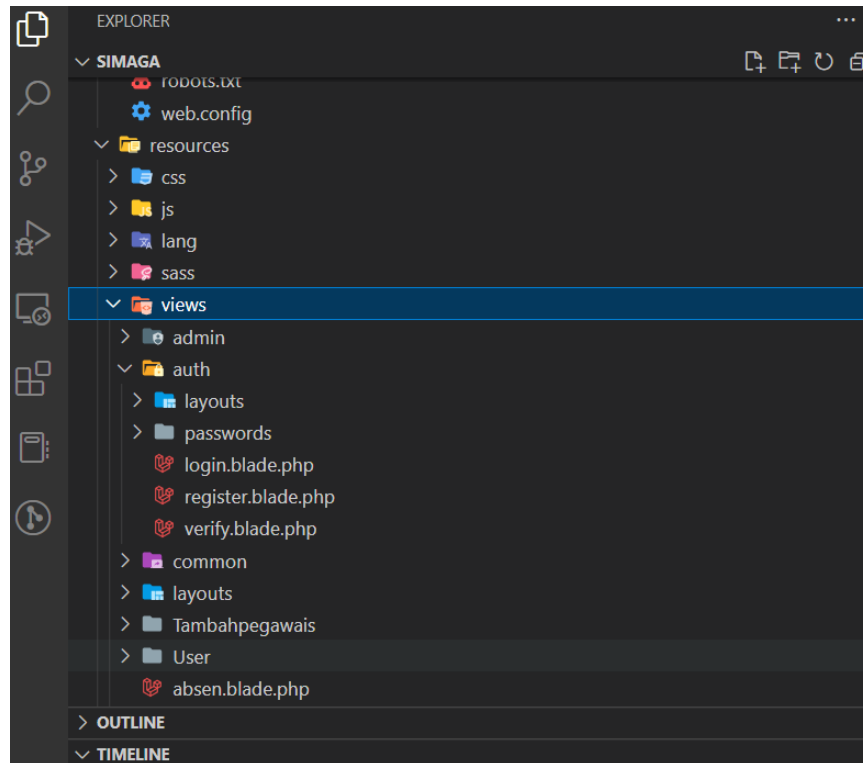 EXPLORER
SIMAGA
robots.txt
web.config
resources
css
js
lang
sass
views
admin
auth
layouts
passwords
login.blade.php
register.blade.php
verify.blade.php
common
layouts
Tambahpegawais
User
absen.blade.php
OUTLINE
TIMELINE